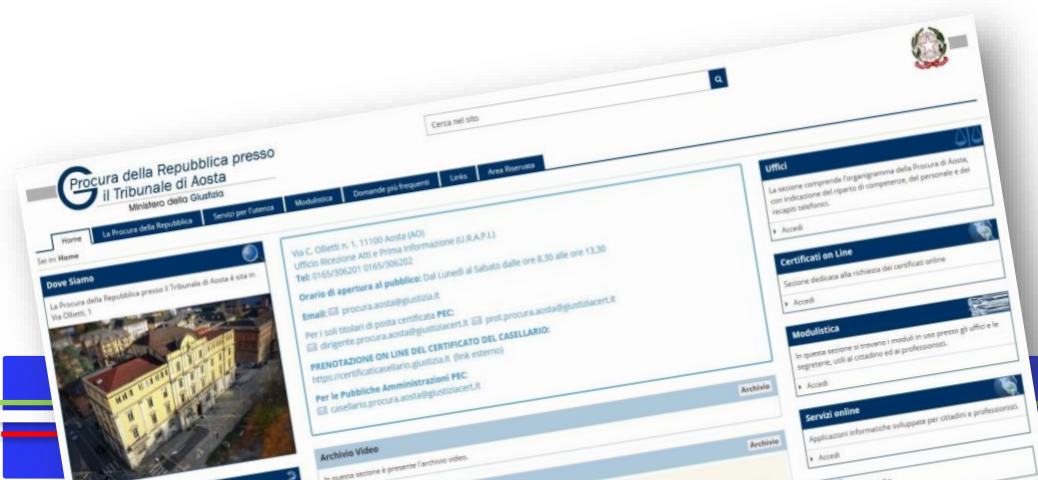 Procura della Repubblica presso
il Tribunale di Aosta
Ministero della Giustizia
Cerca nel sito
Home
La Procura della Repubblica
Servizi per l'utenza
Modulistica
Domande più frequenti
Links
Area Riservata
Sei in: Home
Dove Siamo
La Procura della Repubblica presso il Tribunale di Aosta è sita in
Via Ollietti, 1
Via C. Ollietti n. 1, 11100 Aosta (AO)
Ufficio Ricezione Atti e Prima Informazione (U.R.A.P.I.)
Tel: 0165/306201 0165/306202
Orario di apertura al pubblico: Dal Lunedì al Sabato dalle ore 8,30 alle ore 13,30
Email: procura.aosta@giustizia.it
Per i soli titolari di posta certificata PEC:
dirigente.procura.aosta@giustiziacert.it prot.procura.aosta@giustiziacert.it
PRENOTAZIONE ON LINE DEL CERTIFICATO DEL CASELLARIO:
https://certificaticasellario.giustizia.it (link esterno)
Per le Pubbliche Amministrazioni PEC:
casellario.procura.aosta@giustiziacert.it
Archivio
Archivio Video
In questa sezione è presente l'archivio video.
Archivio
Uffici
La sezione comprende l'organigramma della Procura di Aosta,
con indicazione del riparto di competenze, del personale e dei
recapiti telefonici.
Accedi
Certificati on Line
Sezione dedicata alla richiesta dei certificati online
Accedi
Modulistica
In questa sezione si trovano i moduli in uso presso gli uffici e le
segreterie, utili al cittadino ed ai professionisti.
Accedi
Servizi online
Applicazioni informatiche sviluppate per cittadini e professionisti.
Accedi